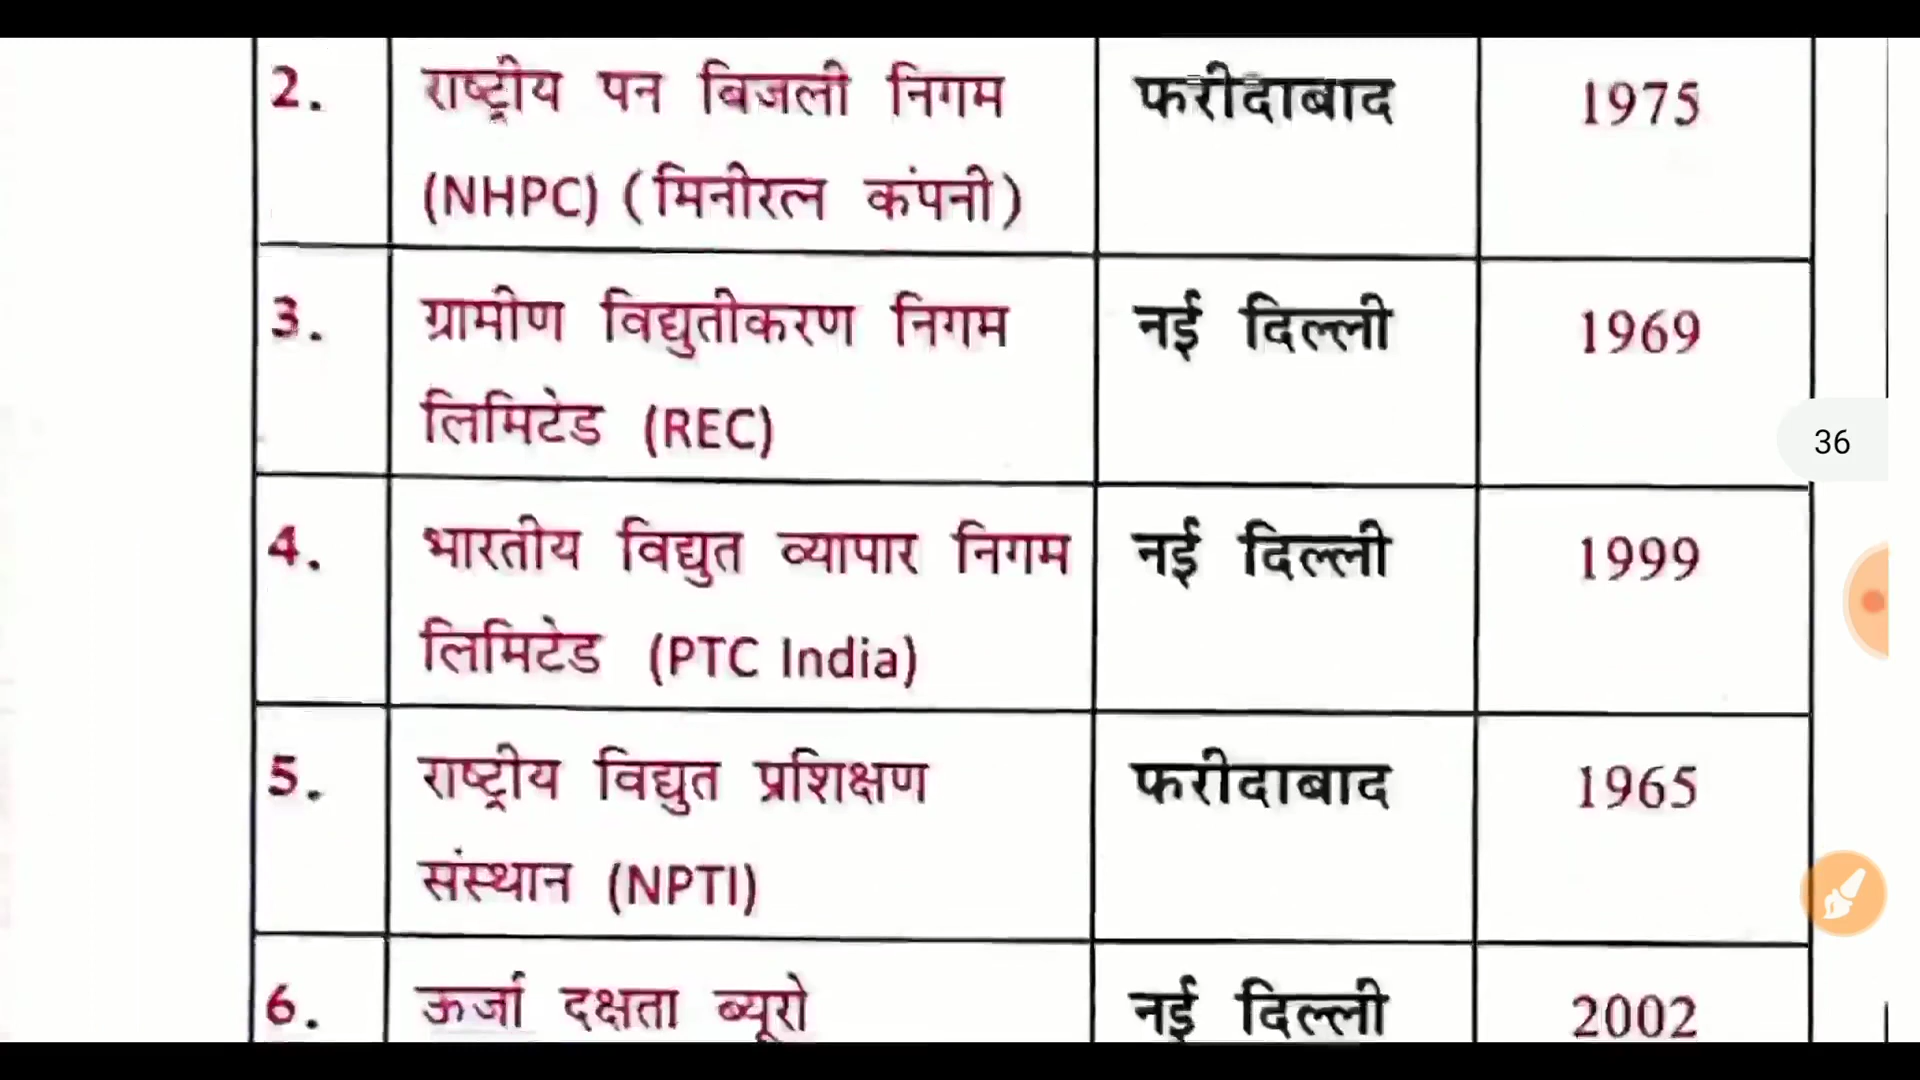 2. राष्ट्रीय पन बिजली निगम फरीदाबाद 1975
(NHPC) (मिनीरत्न कंपनी)
3. ग्रामीण विद्युतीकरण निगम नई दिल्ली 1969
लिमिटेड (REC)
36
4. भारतीय विद्युत व्यापार निगम नई दिल्ली 1999
लिमिटेड (PTC India)
5. राष्ट्रीय विद्युत प्रशिक्षण फरीदाबाद 1965
संस्थान (NPTI)
6. ऊर्जा दक्षता ब्यूरो नई दिल्ली 2002